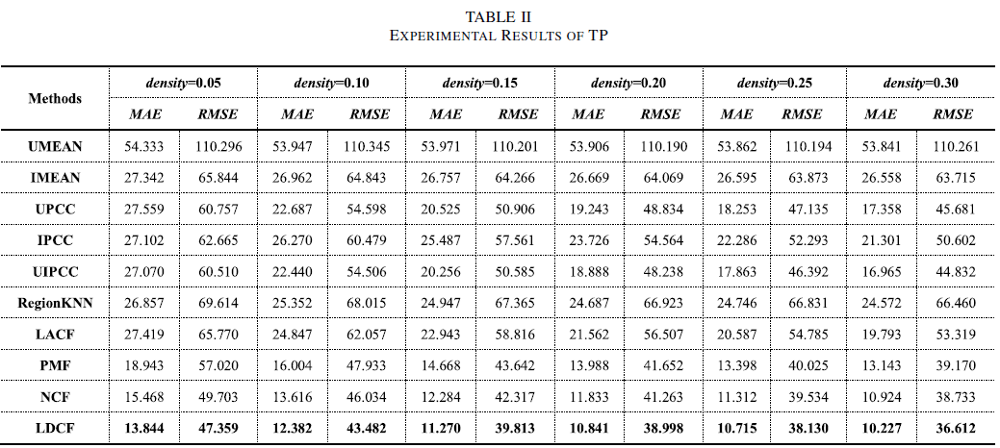 TABLE II
EXPERIMENTAL RESULTS OF TP
Methods density=0.05 density=0.10 density=0.15 density=0.20 density=0.25 density=0.30
MAE RMSE MAE RMSE MAE RMSE MAE RMSE MAE RMSE MAE RMSE
UMEAN 54.333 110.296 53.947 110.345 53.971 110.201 53.906 110.190 53.862 110.194 53.841 110.261
IMEAN 27.342 65.844 26.962 64.843 26.757 64.266 26.669 64.069 26.595 63.873 26.558 63.715
UPCC 27.559 60.757 22.687 54.598 20.525 50.906 19.243 48.834 18.253 47.135 17.358 45.681
IPCC 27.102 62.665 26.270 60.479 25.487 57.561 23.726 54.564 22.286 52.293 21.301 50.602
UIPCC 27.070 60.510 22.440 54.506 20.256 50.585 18.888 48.238 17.863 46.392 16.965 44.832
RegionKNN 26.857 69.614 25.352 68.015 24.947 67.365 24.687 66.923 24.746 66.831 24.572 66.460
LACF 27.419 65.770 24.847 62.057 22.943 58.816 21.562 56.507 20.587 54.785 19.793 53.319
PMF 18.943 57.020 16.004 47.933 14.668 43.642 13.988 41.652 13.398 40.025 13.143 39.170
NCF 15.468 49.703 13.616 46.034 12.284 42.317 11.833 41.263 11.312 39.534 10.924 38.733
LDCF 13.844 47.359 12.382 43.482 11.270 39.813 10.841 38.998 10.715 38.130 10.227 36.612